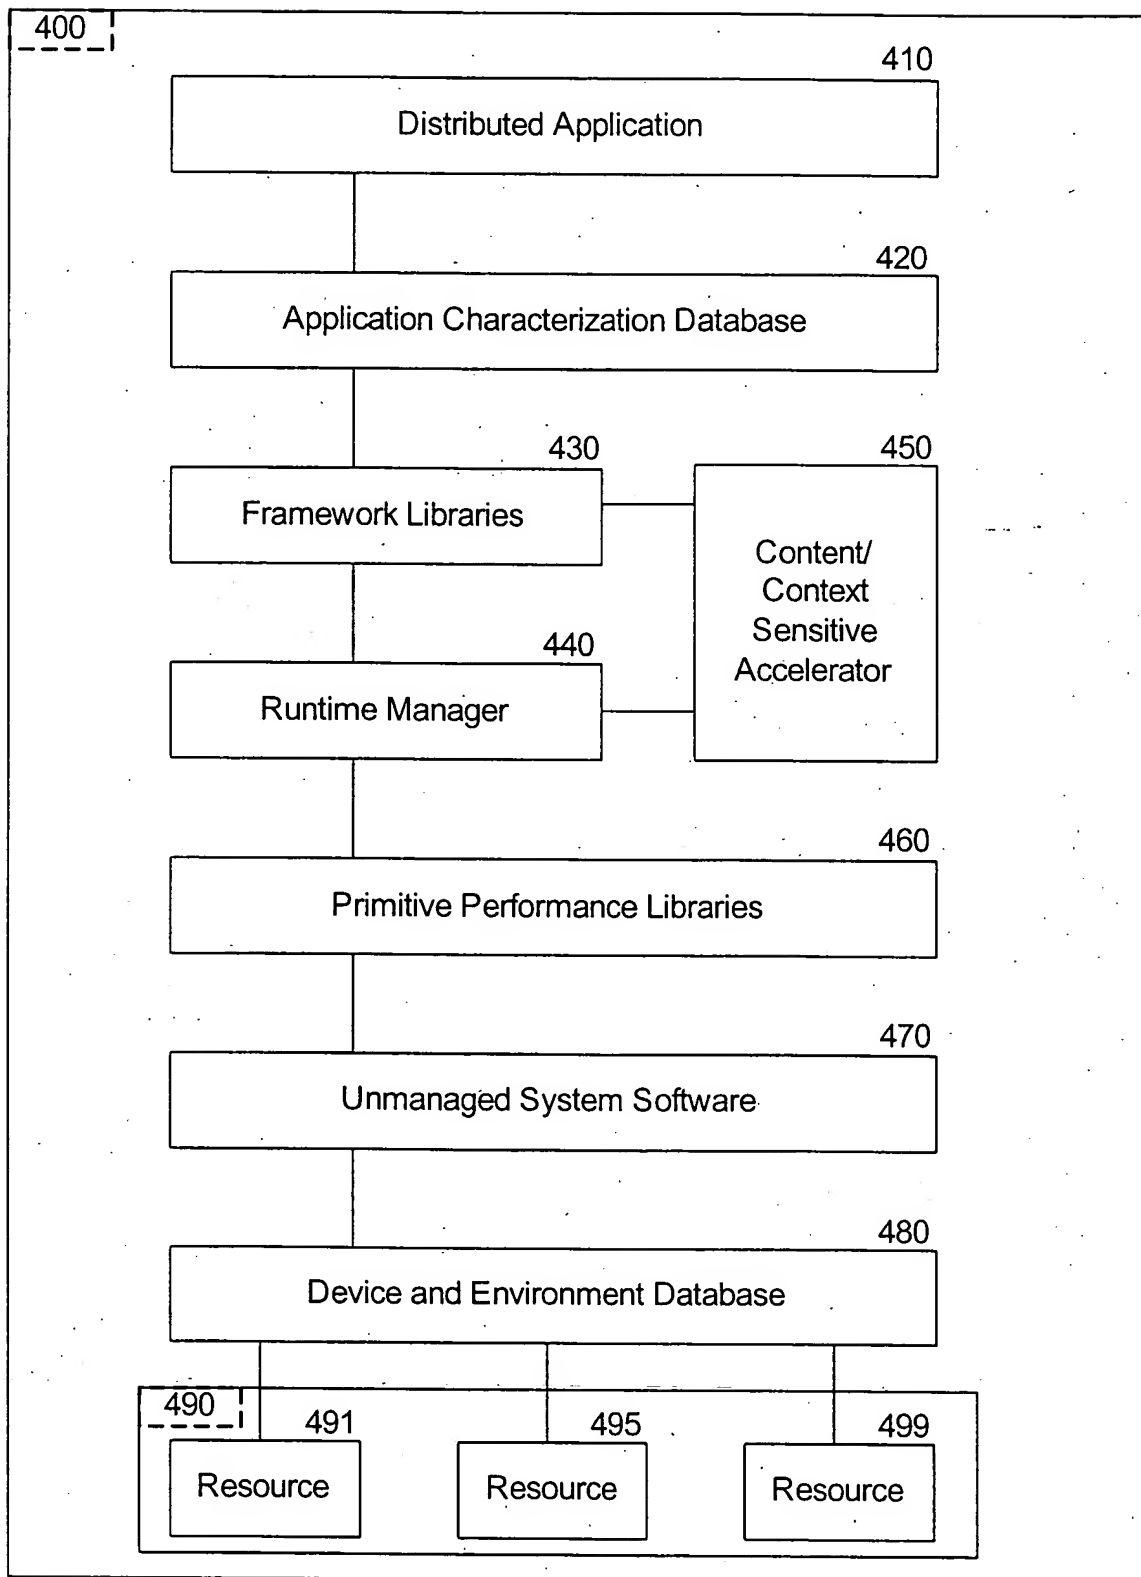 400
410
Distributed Application
420
Application Characterization Database
430
Framework Libraries
450
Content/
Context
Sensitive
Accelerator
440
Runtime Manager
460
Primitive Performance Libraries
470
Unmanaged System Software
480
Device and Environment Database
490
491
Resource
495
Resource
499
Resource